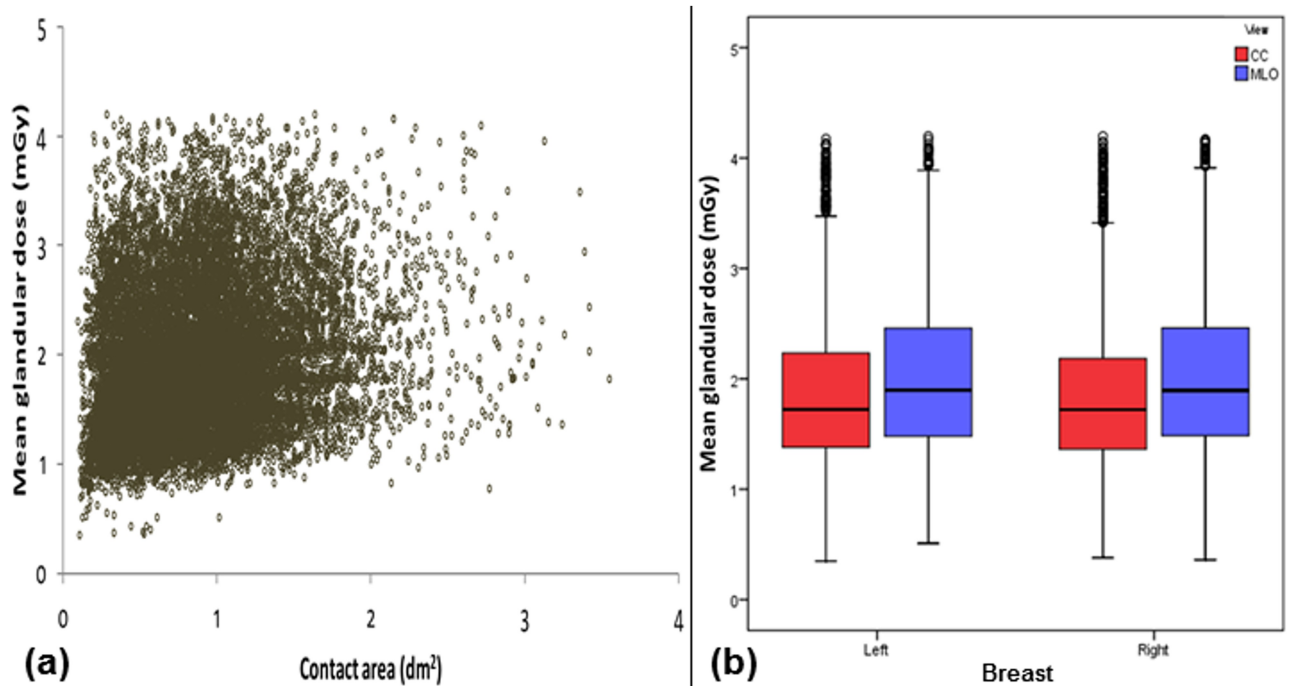 Mean glandular dose (mGy)
5
4
3
2
1
0
0 1 2 3 4
Contact area (dm²)
(a)
View
CC
MLO
Mean glandular dose (mGy)
5
4
3
2
1
0
Left Right
Breast
(b)